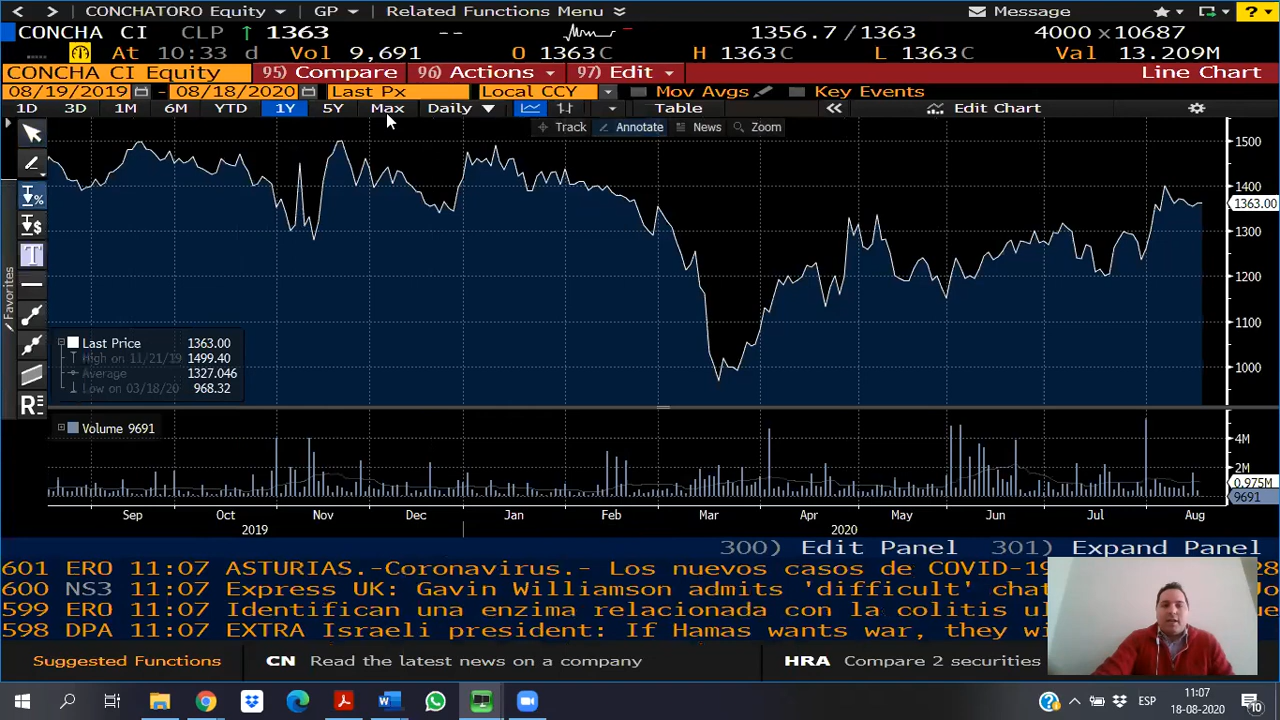 < > CONCHATORO Equity GP Related Functions Menu Message ?
CONCHA CI CLP ↑ 1363 -- 1356.7/1363 4000×10687
.... At 10:33 d Vol 9,691 O 1363C H 1363C L 1363C Val 13.209M
CONCHA CI Equity 95) Compare 96) Actions 97) Edit Line Chart
08/19/2019 - 08/18/2020 Last Px Local CCY Mov Avgs Key Events
1D 3D 1M 6M YTD 1Y 5Y Max Daily Table Edit Chart
Track Annotate News Zoom
1500
1400
1363.00
1300
1200
1100
1000
Favorites
%
$
T
R
Last Price 1363.00
High on 11/21/19 1499.40
Average 1327.046
Low on 03/18/20 968.32
Volume 9691
4M
2M
0.975M
9691
Sep Oct Nov Dec Jan Feb Mar Apr May Jun Jul Aug
2019 2020
300) Edit Panel 301) Expand Panel
601 ERO 11:07 ASTURIAS.-Coronavirus.- Los nuevos casos de COVID-19
600 NS3 11:07 Express UK: Gavin Williamson admits 'difficult'
599 ERO 11:07 Identifican una enzima relacionada con la colitis
598 DPA 11:07 EXTRA Israeli president: If Hamas wants war, they
Suggested Functions CN Read the latest news on a company HRA Compare 2 securities
ESP 11:07
18-08-2020 10